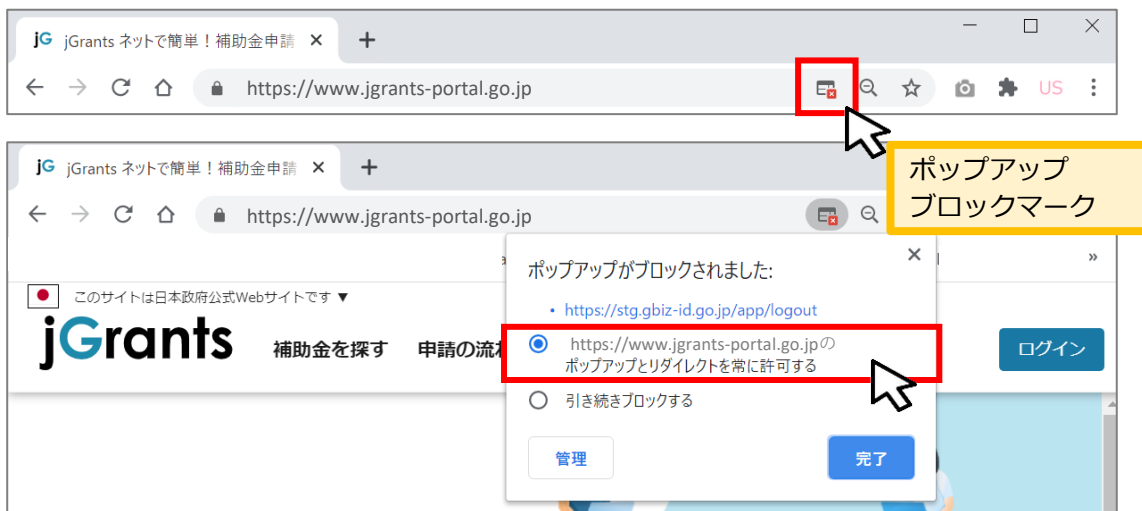 jG jGrants ネットで簡単！補助金申請
https://www.jgrants-portal.go.jp US
ポップアップ
ブロックマーク
jG jGrants ネットで簡単！補助金申請
https://www.jgrants-portal.go.jp
»
このサイトは日本政府公式Webサイトです ▼
jGrants 補助金を探す 申請の流れ ログイン
ポップアップがブロックされました:
• https://stg.gbiz-id.go.jp/app/logout
https://www.jgrants-portal.go.jpの
ポップアップとリダイレクトを常に許可する
引き続きブロックする
管理 完了